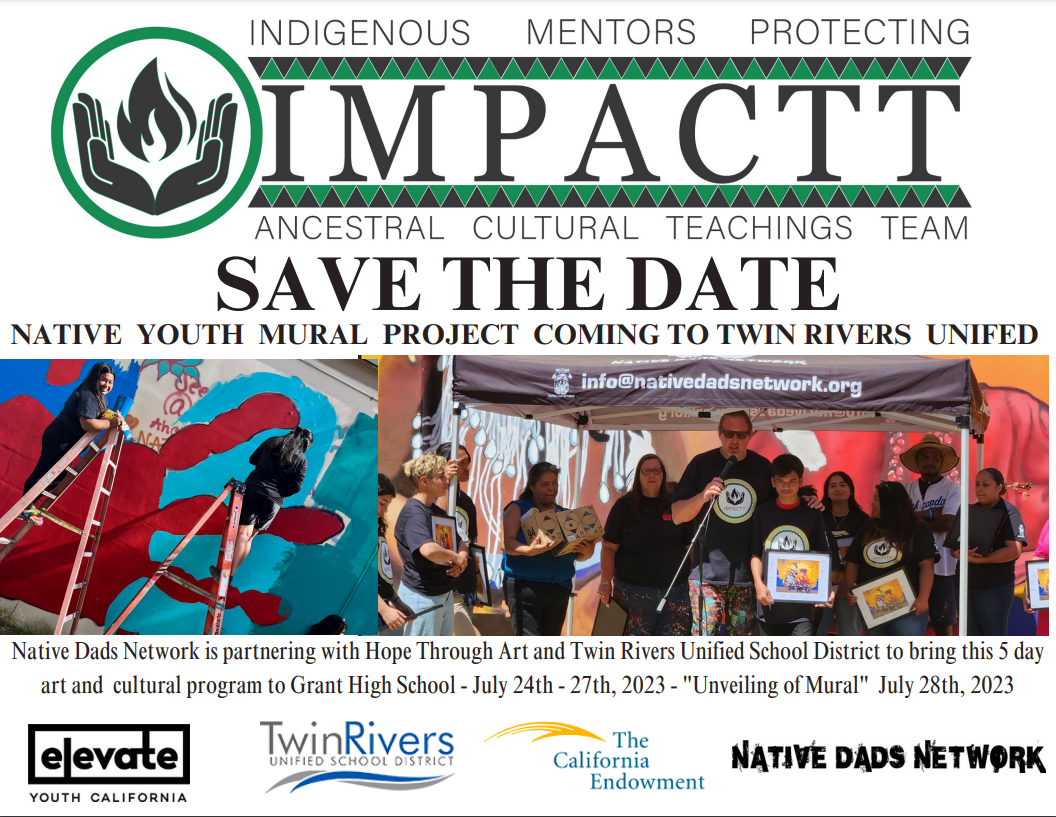 INDIGENOUS MENTORS PROTECTING
IMPACTT
ANCESTRAL CULTURAL TEACHINGS TEAM
SAVE THE DATE
NATIVE YOUTH MURAL PROJECT COMING TO TWIN RIVERS UNIFED
info@nativedadsnetwork.org
IMPACTT
Native Dads Network is partnering with Hope Through Art and Twin Rivers Unified School District to bring this 5 day
art and cultural program to Grant High School - July 24th - 27th, 2023 - "Unveiling of Mural" July 28th, 2023
elevate
YOUTH CALIFORNIA
TwinRivers
UNIFIED SCHOOL DISTRICT
The
California
Endowment
NATIVE DADS NETWORK